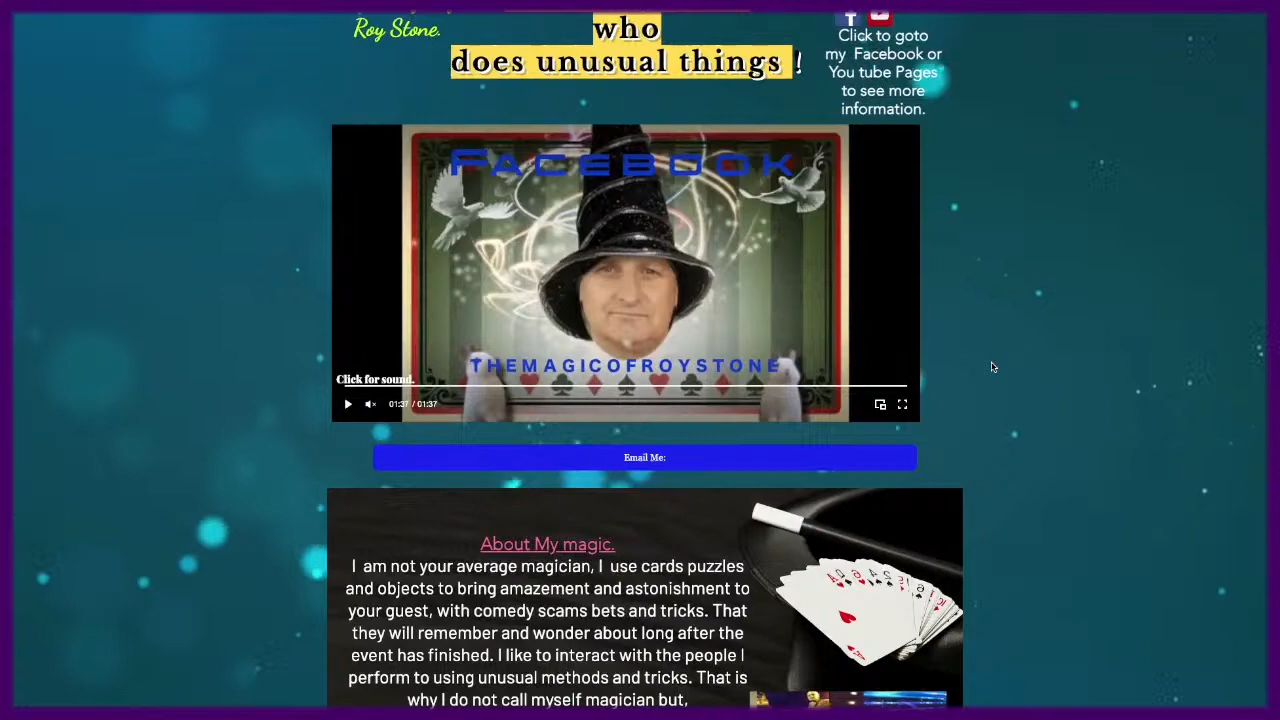 Roy Stone.
who
does unusual things !
Click to goto
my Facebook or
You tube Pages
to see more
information.
FACEBOOK
THEMAGICOFROYSTONE
Click for sound.
01:37 / 01:37
Email Me:
About My magic.
I am not your average magician, I use cards puzzles
and objects to bring amazement and astonishment to
your guest, with comedy scams bets and tricks. That
they will remember and wonder about long after the
event has finished. I like to interact with the people I
perform to using unusual methods and tricks. That is
why I do not call myself magician but,